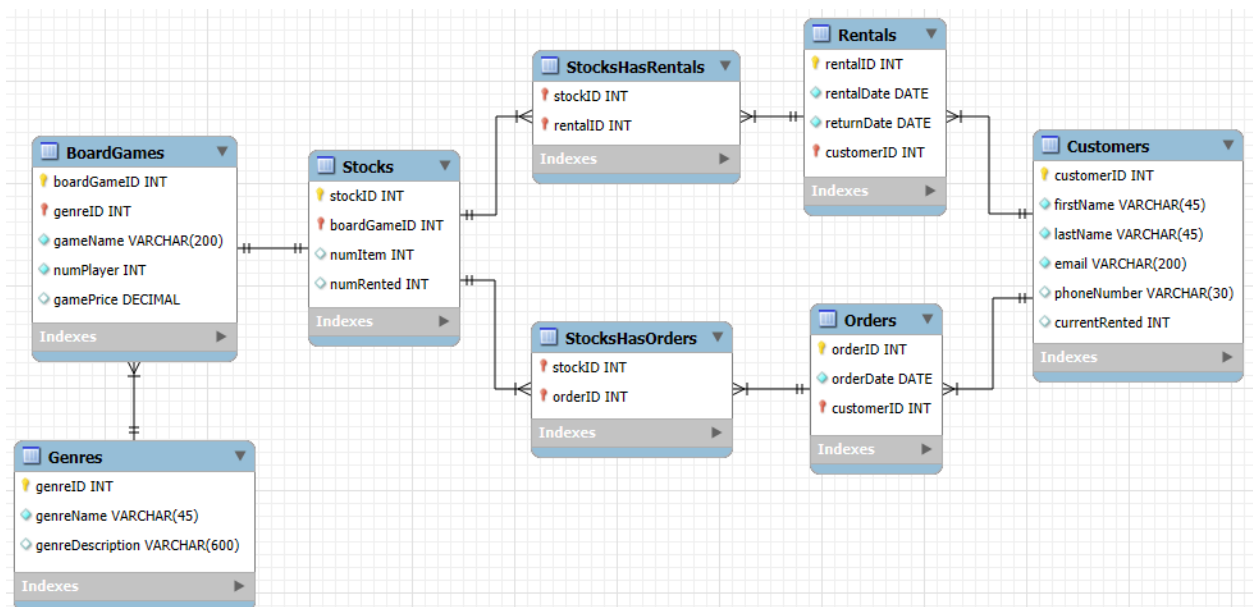 BoardGames
boardGameID INT
genreID INT
gameName VARCHAR(200)
numPlayer INT
gamePrice DECIMAL
Indexes
Genres
genreID INT
genreName VARCHAR(45)
genreDescription VARCHAR(600)
Indexes
Stocks
stockID INT
boardGameID INT
numItem INT
numRented INT
Indexes
StocksHasRentals
stockID INT
rentalID INT
Indexes
StocksHasOrders
stockID INT
orderID INT
Indexes
Rentals
rentalID INT
rentalDate DATE
returnDate DATE
customerID INT
Indexes
Orders
orderID INT
orderDate DATE
customerID INT
Indexes
Customers
customerID INT
firstName VARCHAR(45)
lastName VARCHAR(45)
email VARCHAR(200)
phoneNumber VARCHAR(30)
currentRented INT
Indexes